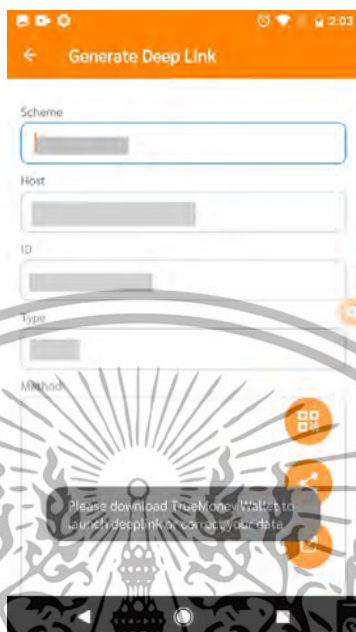 2:03
Generate Deep Link
Scheme
Host
ID
Type
Method
Please download TrueMoney Wallet to
launch deeplink or correct your data